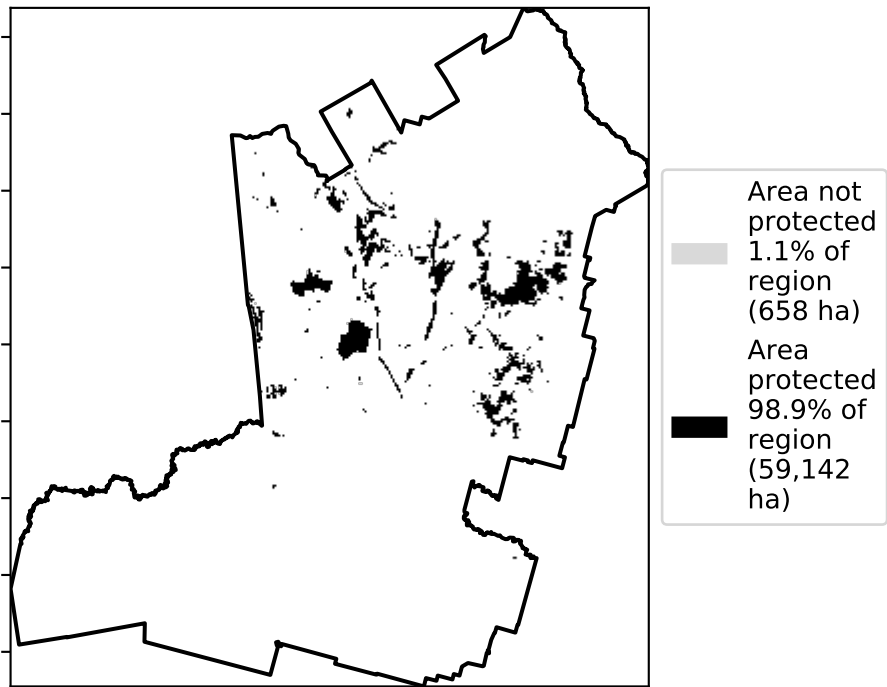 Area not
protected
1.1% of
region
(658 ha)
Area
protected
98.9% of
region
(59,142
ha)